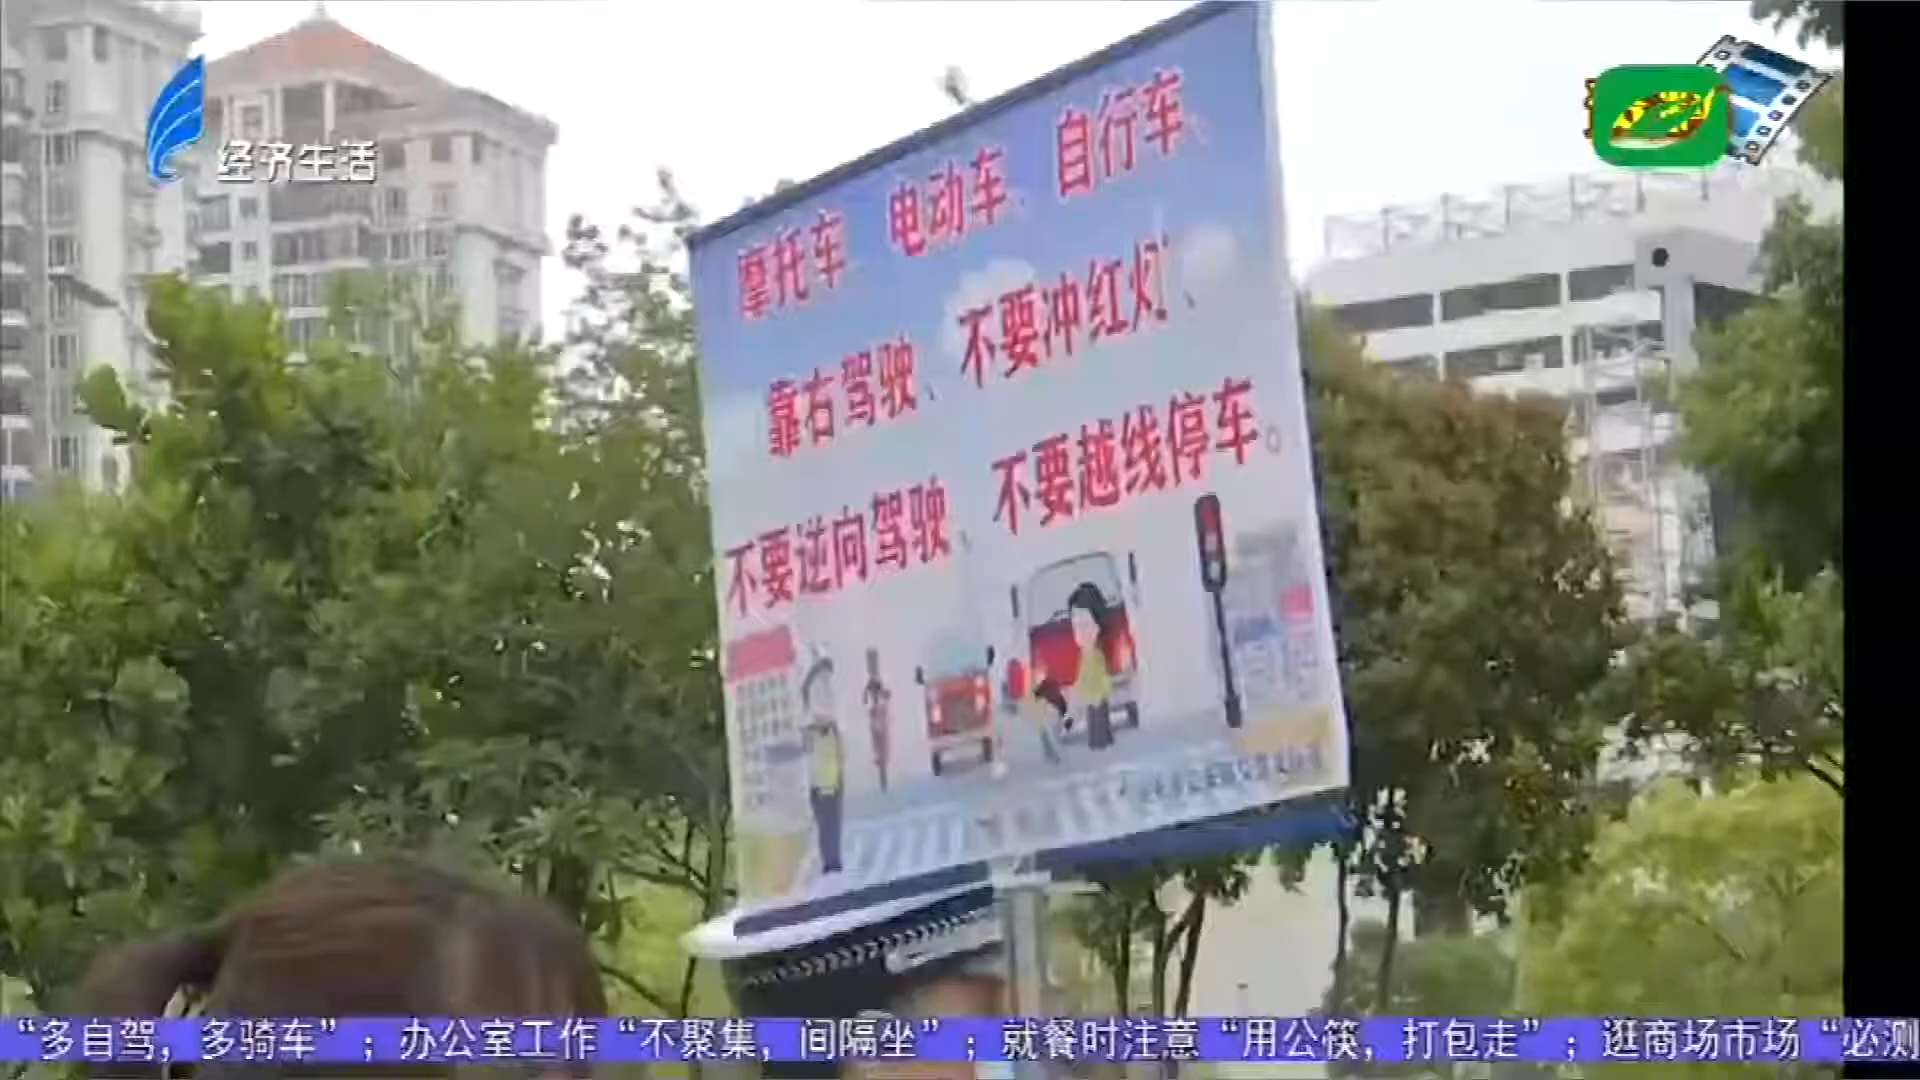 经济生活
摩托车、电动车、自行车、
靠右驾驶、不要冲红灯、
不要逆向驾驶、不要越线停车。
“多自驾，多骑车”；办公室工作“不聚集，间隔坐”；就餐时注意“用公筷，打包走”；逛商场市场“必测